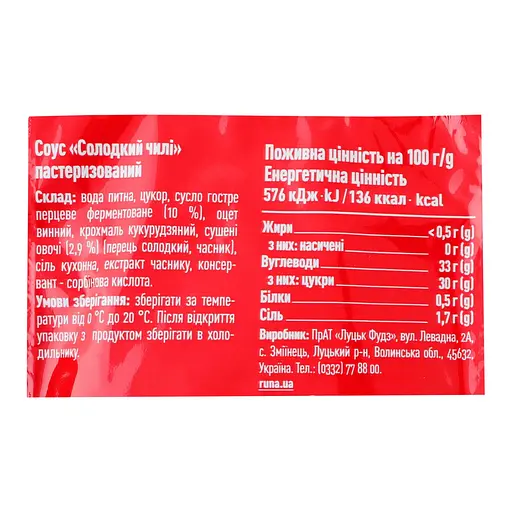 Соус «Солодкий чилі»
пастеризований
Склад: вода питна, цукор, сусло гостре
перцеве ферментоване (10 %), оцет
винний, крохмаль кукурудзяний, сушені
овочі (2,9 %) (перець солодкий, часник),
сіль кухонна, екстракт часнику, консер-
вант - сорбінова кислота.
Умови зберігання: зберігати за темпе-
ратури від 0 °С до 20 °С. Після відкриття
упаковку з продуктом зберігати в холо-
дильнику.
Поживна цінність на 100 г/g
Енергетична цінність
576 кДж · kJ / 136 ккал · kcal
Жири <0,5 г (g)
з них: насичені 0 г (g)
Вуглеводи 33 г (g)
з них: цукри 30 г (g)
Білки 0,5 г (g)
Сіль 1,7 г (g)
Виробник: ПрАТ «Луцьк Фудз», вул. Левадна, 2А,
с. Зміїнець, Луцький р-н, Волинська обл., 45632,
Україна. Тел.: (0332) 77 88 00.
runa.ua